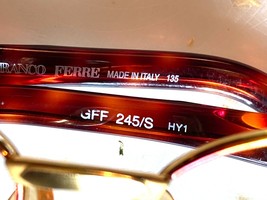 RANCO FERRE MADE IN ITALY 135
GFF 245/S HY1